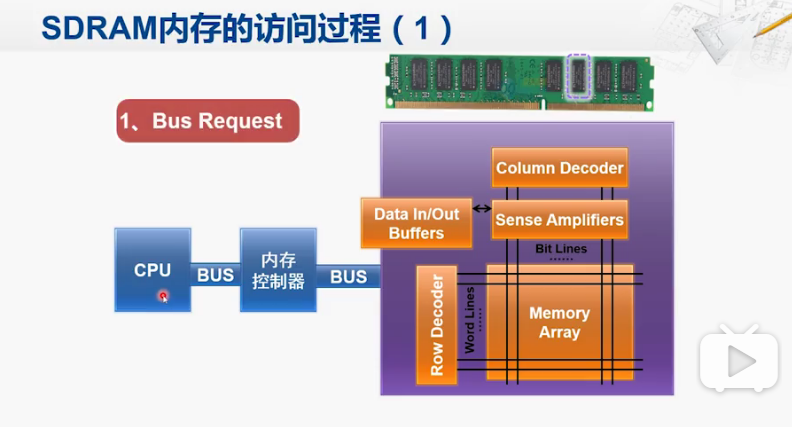 SDRAM内存的访问过程（1）
1、Bus Request
Column Decoder
Data In/Out
Buffers
Sense Amplifiers
Bit Lines
CPU
BUS
内存
控制器
BUS
Row Decoder
Word Lines
Memory
Array